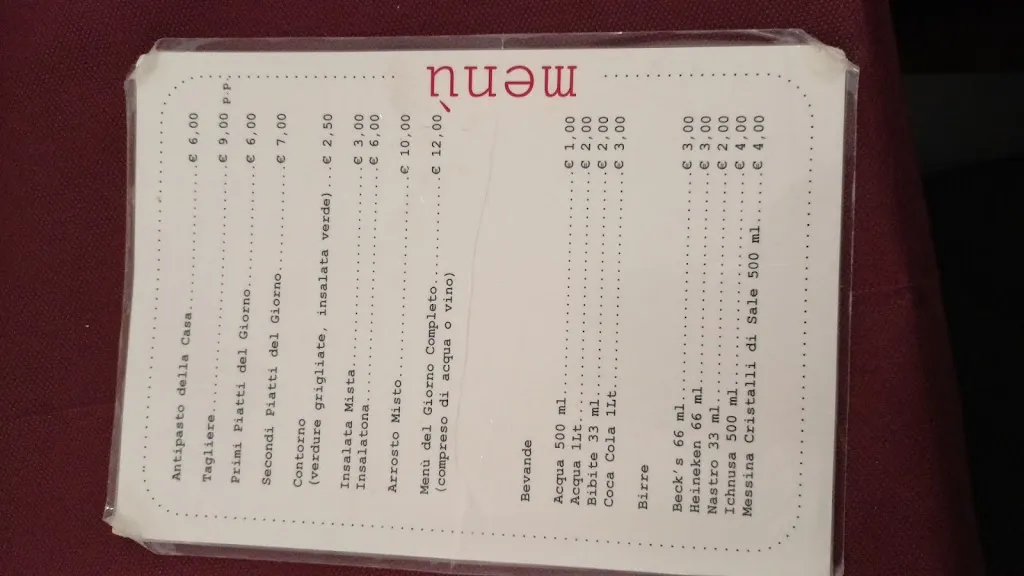 menù
Antipasto della Casa.....................€ 6,00
Tagliere.................................€ 9,00 p.p.
Primi Piatti del Giorno..................€ 6,00
Secondi Piatti del Giorno................€ 7,00
Contorno
(verdure grigliate, insalata verde)...€ 2,50
Insalata Mista...........................€ 3,00
Insalatona...............................€ 6,00
Arrosto Misto............................€ 10,00
Menù del Giorno Completo.................€ 12,00
(compreso di acqua o vino)
Bevande
Acqua 500 ml.............................€ 1,00
Acqua 1Lt................................€ 2,00
Bibite 33 ml.............................€ 2,00
Coca Cola 1Lt............................€ 3,00
Birre
Beck's 66 ml.............................€ 3,00
Heineken 66 ml...........................€ 3,00
Nastro 33 ml.............................€ 2,00
Ichnusa 500 ml...........................€ 4,00
Messina Cristalli di Sale 500 ml.......€ 4,00